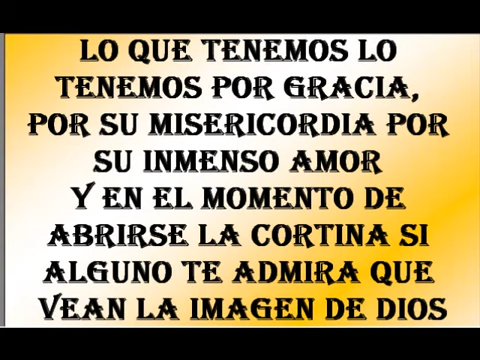 LO QUE TENEMOS LO
TENEMOS POR GRACIA,
POR SU MISERICORDIA POR
SU INMENSO AMOR
Y EN EL MOMENTO DE
ABRIRSE LA CORTINA SI
ALGUNO TE ADMIRA QUE
VEAN LA IMAGEN DE DIOS